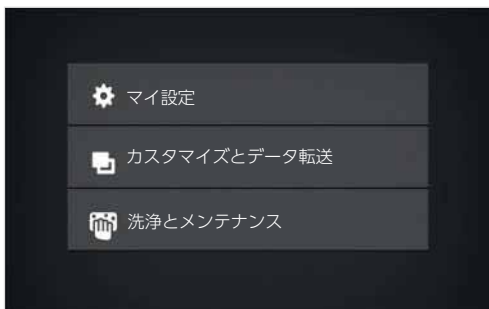 マイ設定
カスタマイズとデータ転送
洗浄とメンテナンス